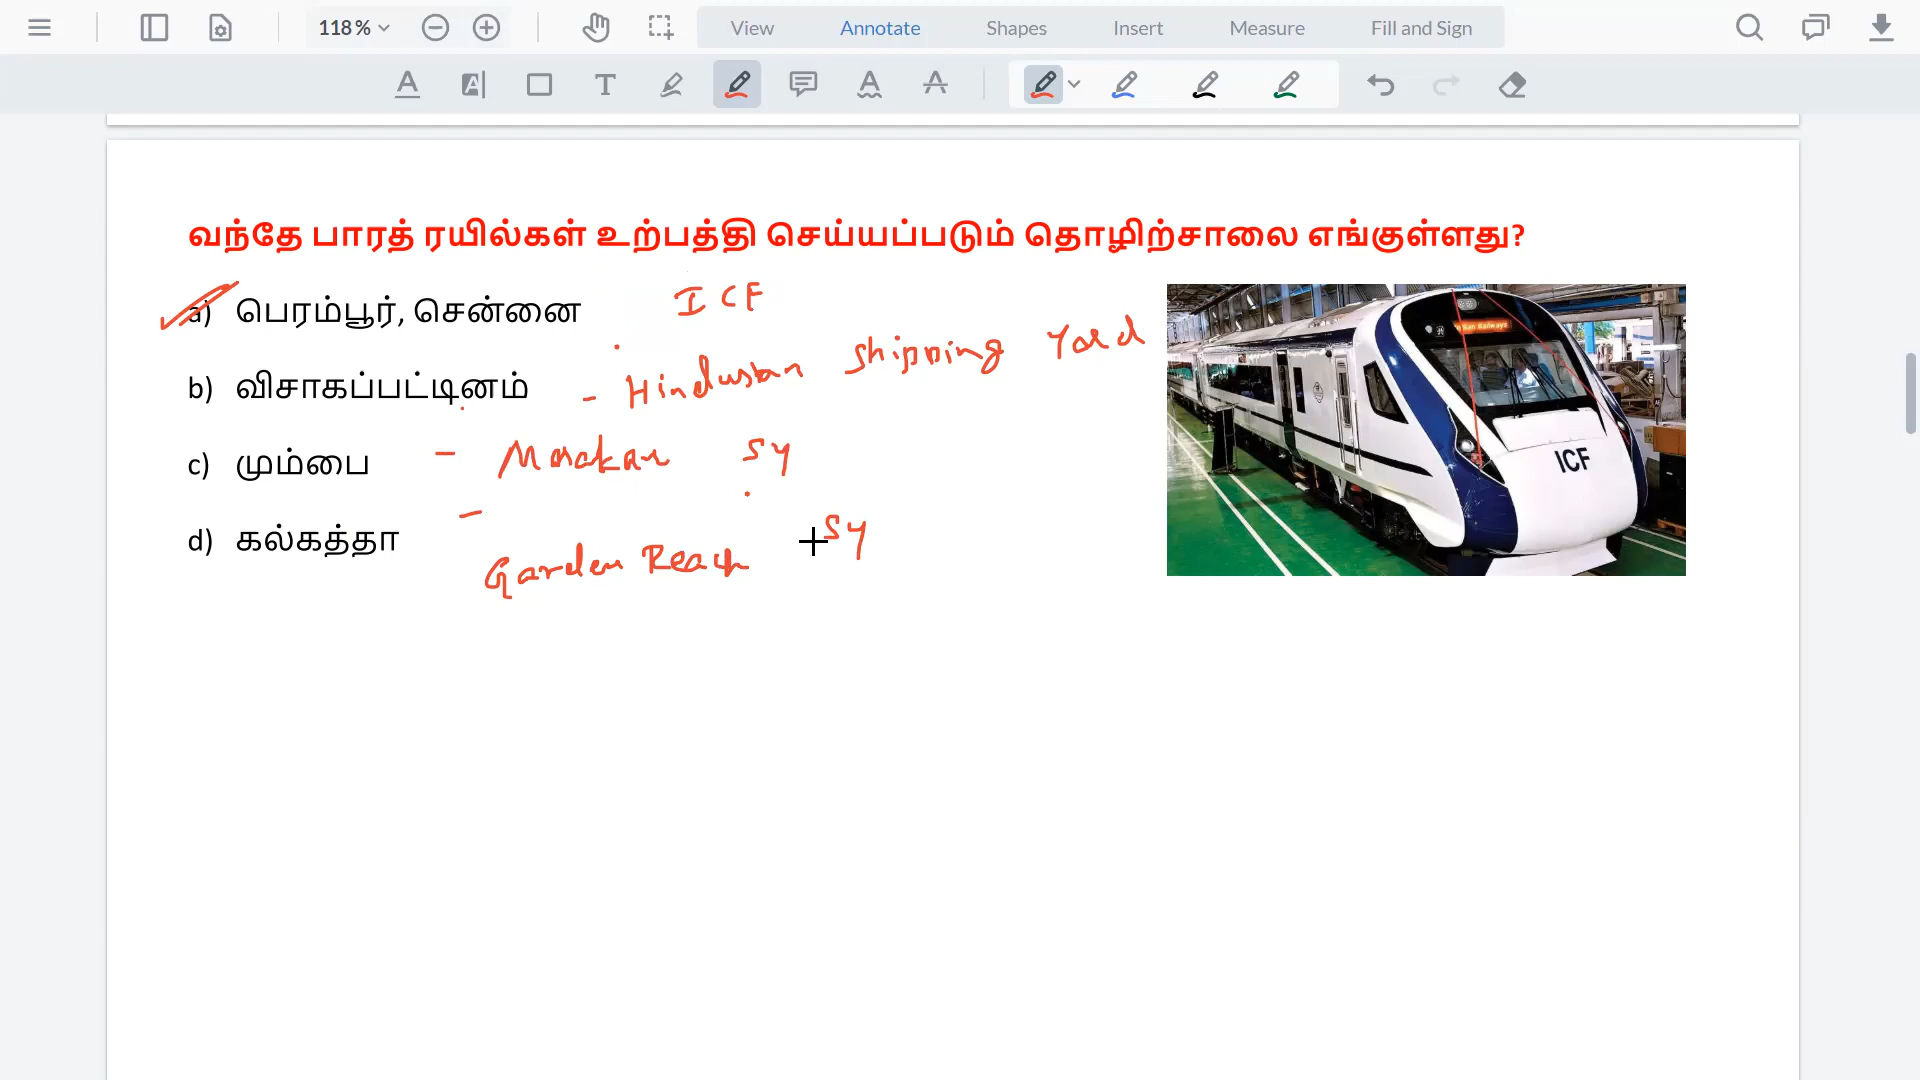 118%
View Annotate Shapes Insert Measure Fill and Sign
வந்தே பாரத் ரயில்கள் உற்பத்தி செய்யப்படும் தொழிற்சாலை எங்குள்ளது?
a) பெரம்பூர், சென்னை ICF
b) விசாகப்பட்டினம் - Hindustan Shipping Yard
c) மும்பை - SY
d) கல்கத்தா - Garden Reach SY
ICF